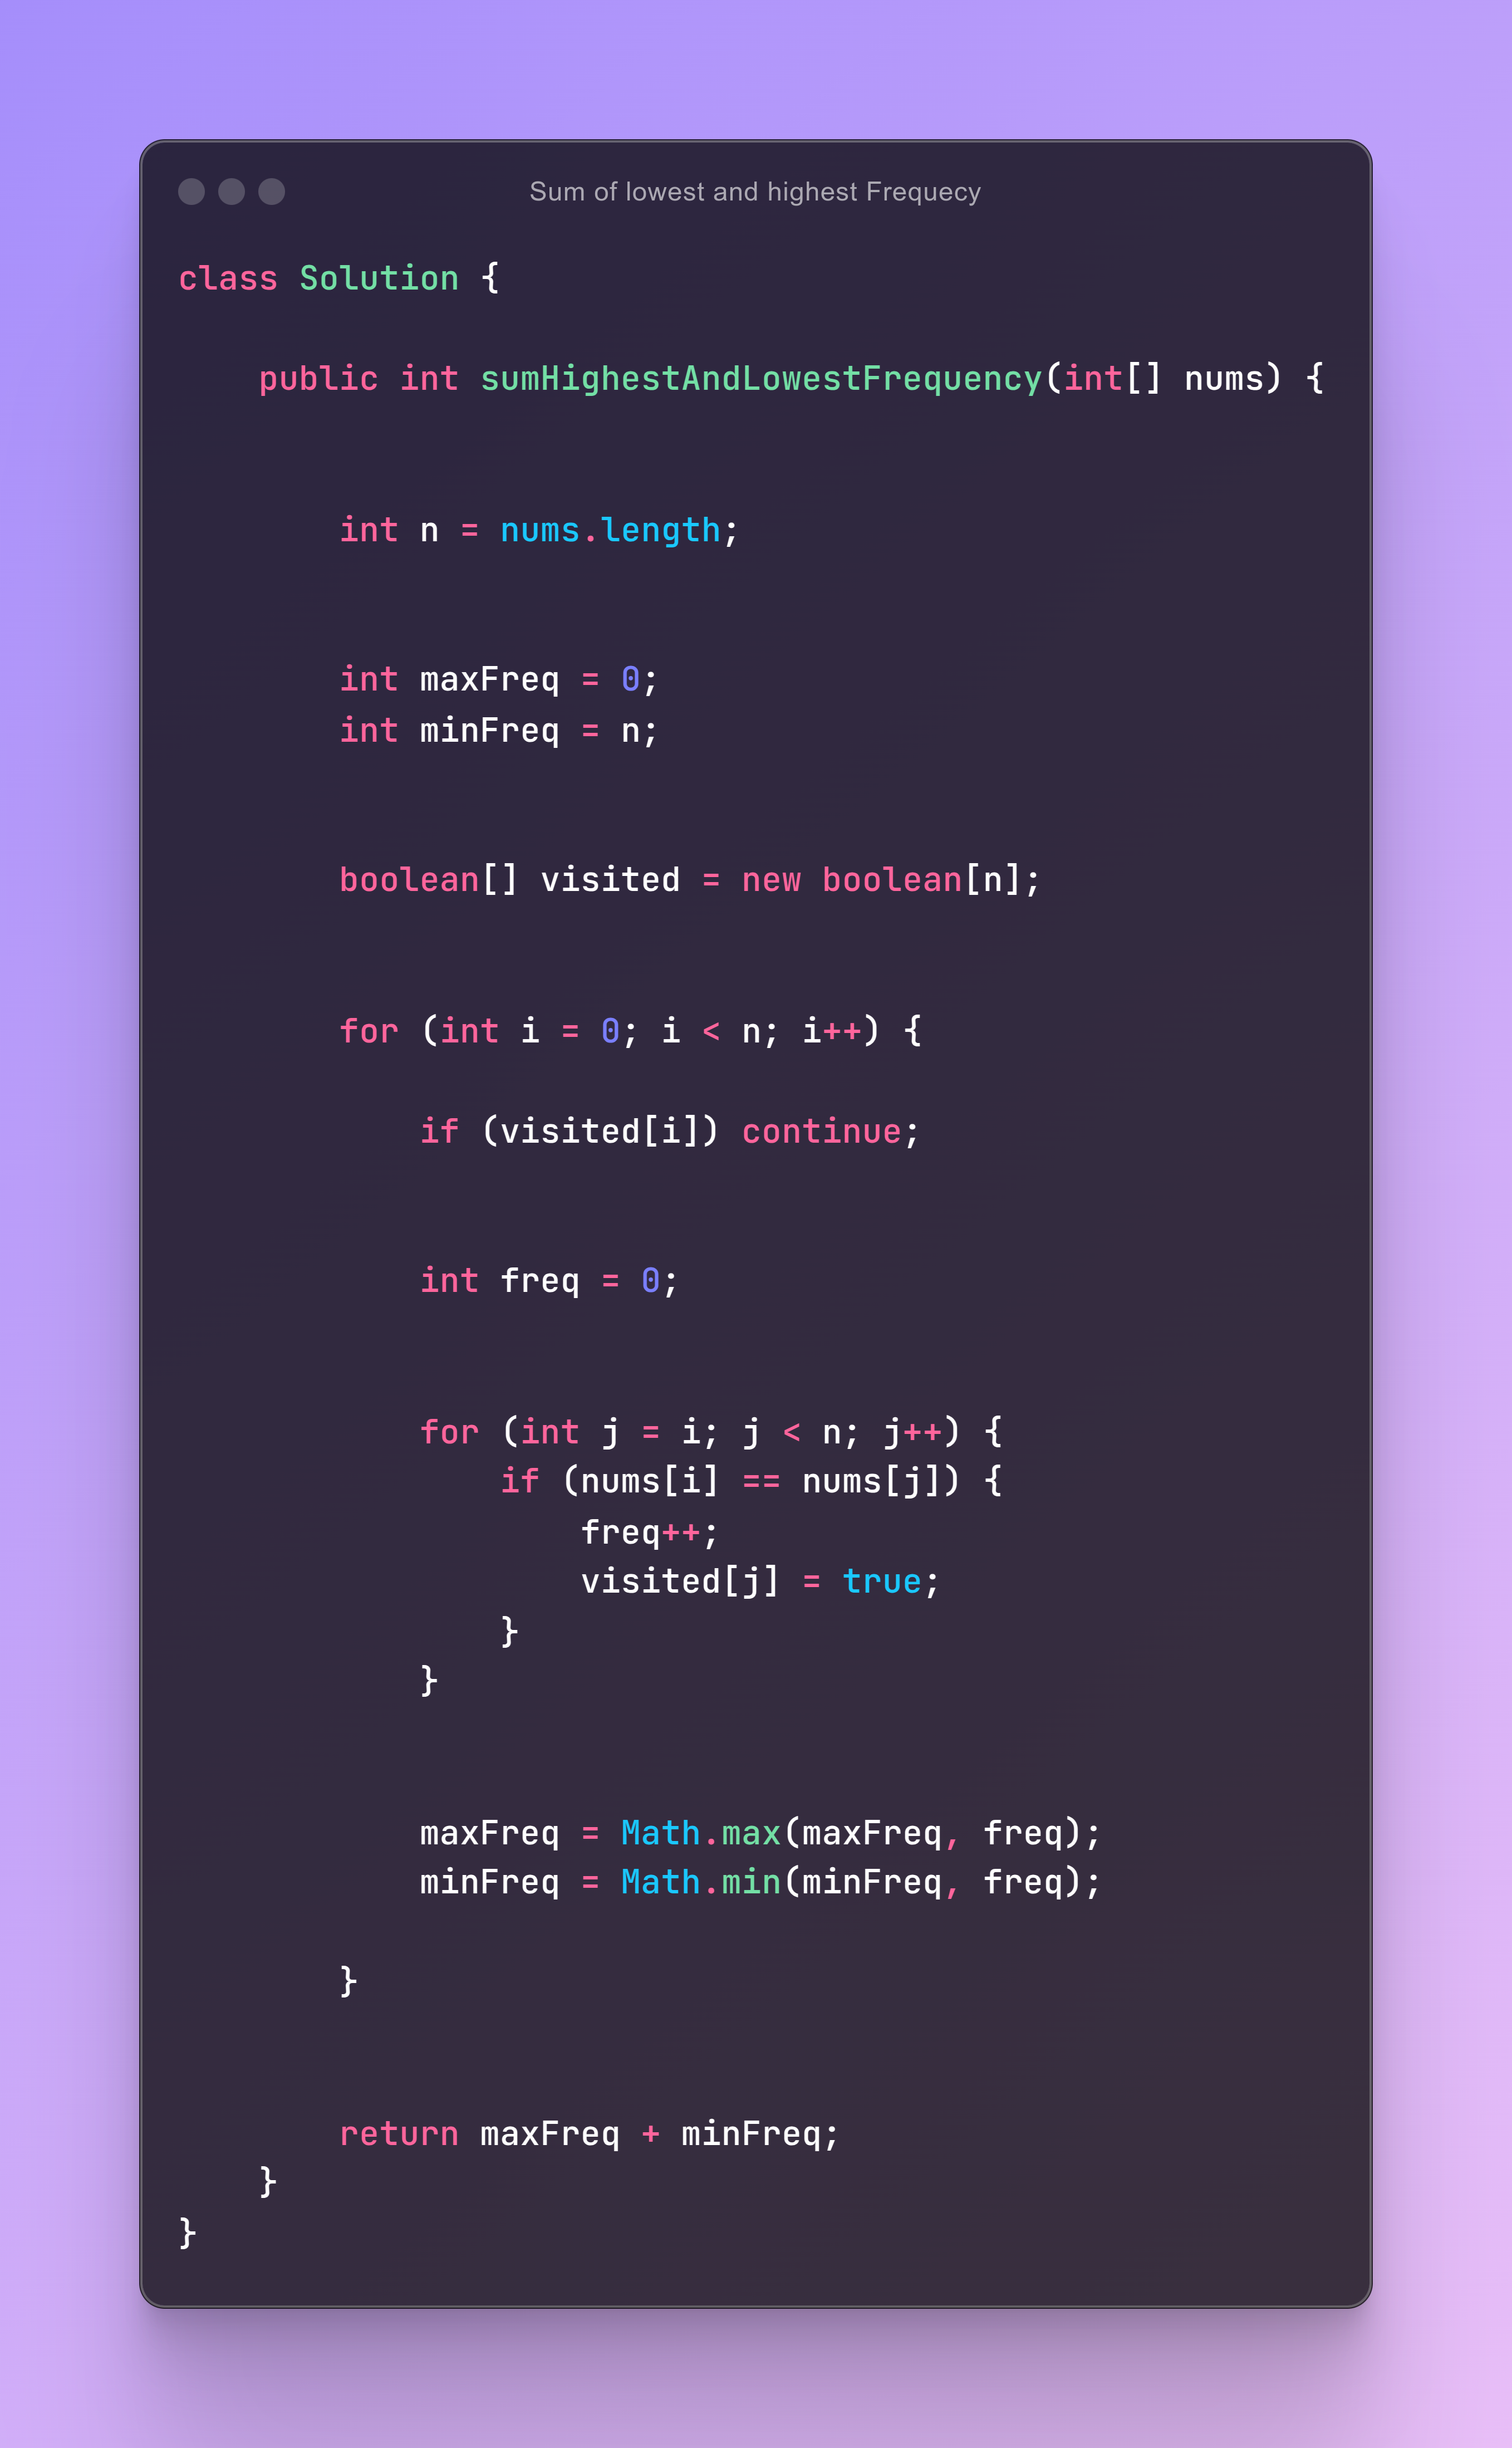 Sum of lowest and highest Frequecy
class Solution {
    public int sumHighestAndLowestFrequency(int[] nums) {
        int n = nums.length;
        int maxFreq = 0;
        int minFreq = n;
        boolean[] visited = new boolean[n];
        for (int i = 0; i < n; i++) {
            if (visited[i]) continue;
            int freq = 0;
            for (int j = i; j < n; j++) {
                if (nums[i] == nums[j]) {
                    freq++;
                    visited[j] = true;
                }
            }
            maxFreq = Math.max(maxFreq, freq);
            minFreq = Math.min(minFreq, freq);
        }
        return maxFreq + minFreq;
    }
}